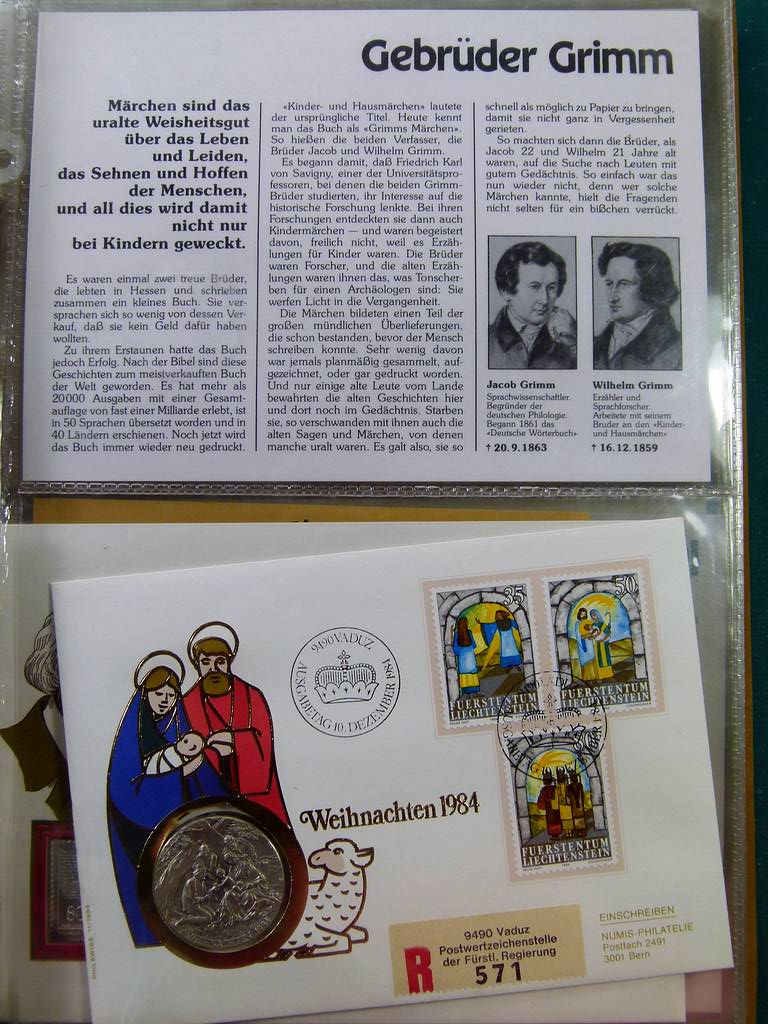 Gebrüder Grimm
Märchen sind das
uralte Weisheitsgut
über das Leben
und Leiden,
das Sehnen und Hoffen
der Menschen,
und all dies wird damit
nicht nur
bei Kindern geweckt.
Es waren einmal zwei treue Brüder,
die lebten in Hessen und schrieben
zusammen ein kleines Buch. Sie ver-
sprachen sich so wenig von dessen Ver-
kauf, daß sie kein Geld dafür haben
wollten.
Zu ihrem Erstaunen hatte das Buch
jedoch Erfolg. Nach der Bibel sind diese
Geschichten zum meistverkauften Buch
der Welt geworden. Es hat mehr als
20000 Ausgaben mit einer Gesamt-
auflage von fast einer Milliarde erlebt, ist
in 50 Sprachen übersetzt worden und in
40 Ländern erschienen. Noch jetzt wird
das Buch immer wieder neu gedruckt.
«Kinder- und Hausmärchen» lautete
der ursprüngliche Titel. Heute kennt
man das Buch als «Grimms Märchen».
So hießen die beiden Verfasser, die
Brüder Jacob und Wilhelm Grimm.
Es begann damit, daß Friedrich Karl
von Savigny, einer der Universitätspro-
fessoren, bei denen die beiden Grimm-
Brüder studierten, ihr Interesse auf die
historische Forschung lenkte. Bei ihren
Forschungen entdeckten sie dann auch
Kindermärchen — und waren begeistert
davon, freilich nicht, weil es Erzäh-
lungen für Kinder waren. Die Brüder
waren Forscher, und die alten Erzäh-
lungen waren ihnen das, was Tonscher-
ben für einen Archäologen sind: Sie
werfen Licht in die Vergangenheit.
Die Märchen bildeten einen Teil der
großen mündlichen Überlieferungen,
die schon bestanden, bevor der Mensch
schreiben konnte. Sehr wenig davon
war jemals planmäßig gesammelt, auf-
gezeichnet, oder gar gedruckt worden.
Und nur einige alte Leute vom Lande
bewahrten die alten Geschichten hier
und dort noch im Gedächtnis. Starben
sie, so verschwanden mit ihnen auch die
alten Sagen und Märchen, von denen
manche uralt waren. Es galt also, sie so
schnell als möglich zu Papier zu bringen,
damit sie nicht ganz in Vergessenheit
gerieten.
So machten sich dann die Brüder, als
Jacob 22 und Wilhelm 21 Jahre alt
waren, auf die Suche nach Leuten mit
gutem Gedächtnis. So einfach war das
nun wieder nicht, denn wer solche
Märchen kannte, hielt die Fragenden
nicht selten für ein bißchen verrückt.
Jacob Grimm
Sprachwissenschaftler.
Begründer der
deutschen Philologie.
Begann 1861 das
«Deutsche Wörterbuch»
† 20.9.1863
Wilhelm Grimm
Erzähler und
Sprachforscher.
Arbeitete mit seinem
Bruder an den «Kinder-
und Hausmärchen»
† 16.12.1859
9490 VADUZ
AUSGABETAG 10. DEZEMBER 1984
35
FUERSTENTUM
LIECHTENSTEIN
50
FUERSTENTUM
LIECHTENSTEIN
FUERSTENTUM
LIECHTENSTEIN
Weihnachten 1984
R
9490 Vaduz
Postwertzeichenstelle
der Fürstl. Regierung
571
EINSCHREIBEN
NUMIS-PHILATELIE
Postfach 2491
3001 Bern
80